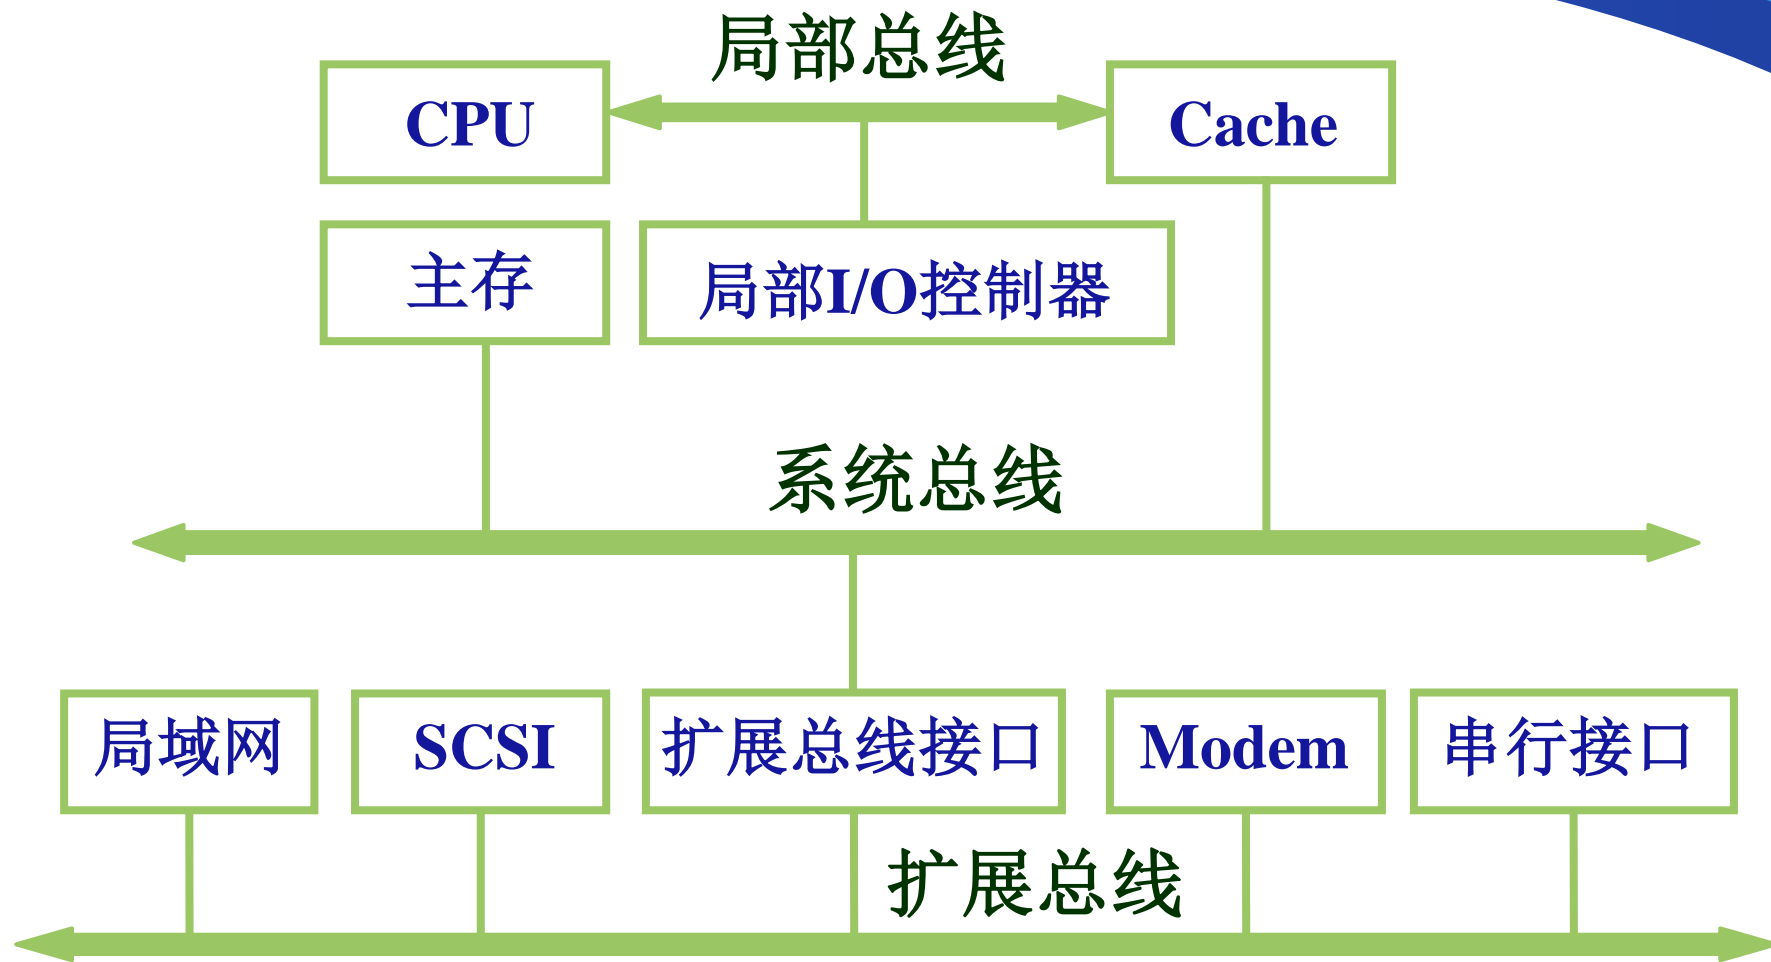 局部总线
CPU
Cache
主存
局部I/O控制器
系统总线
局域网
SCSI
扩展总线接口
Modem
串行接口
扩展总线